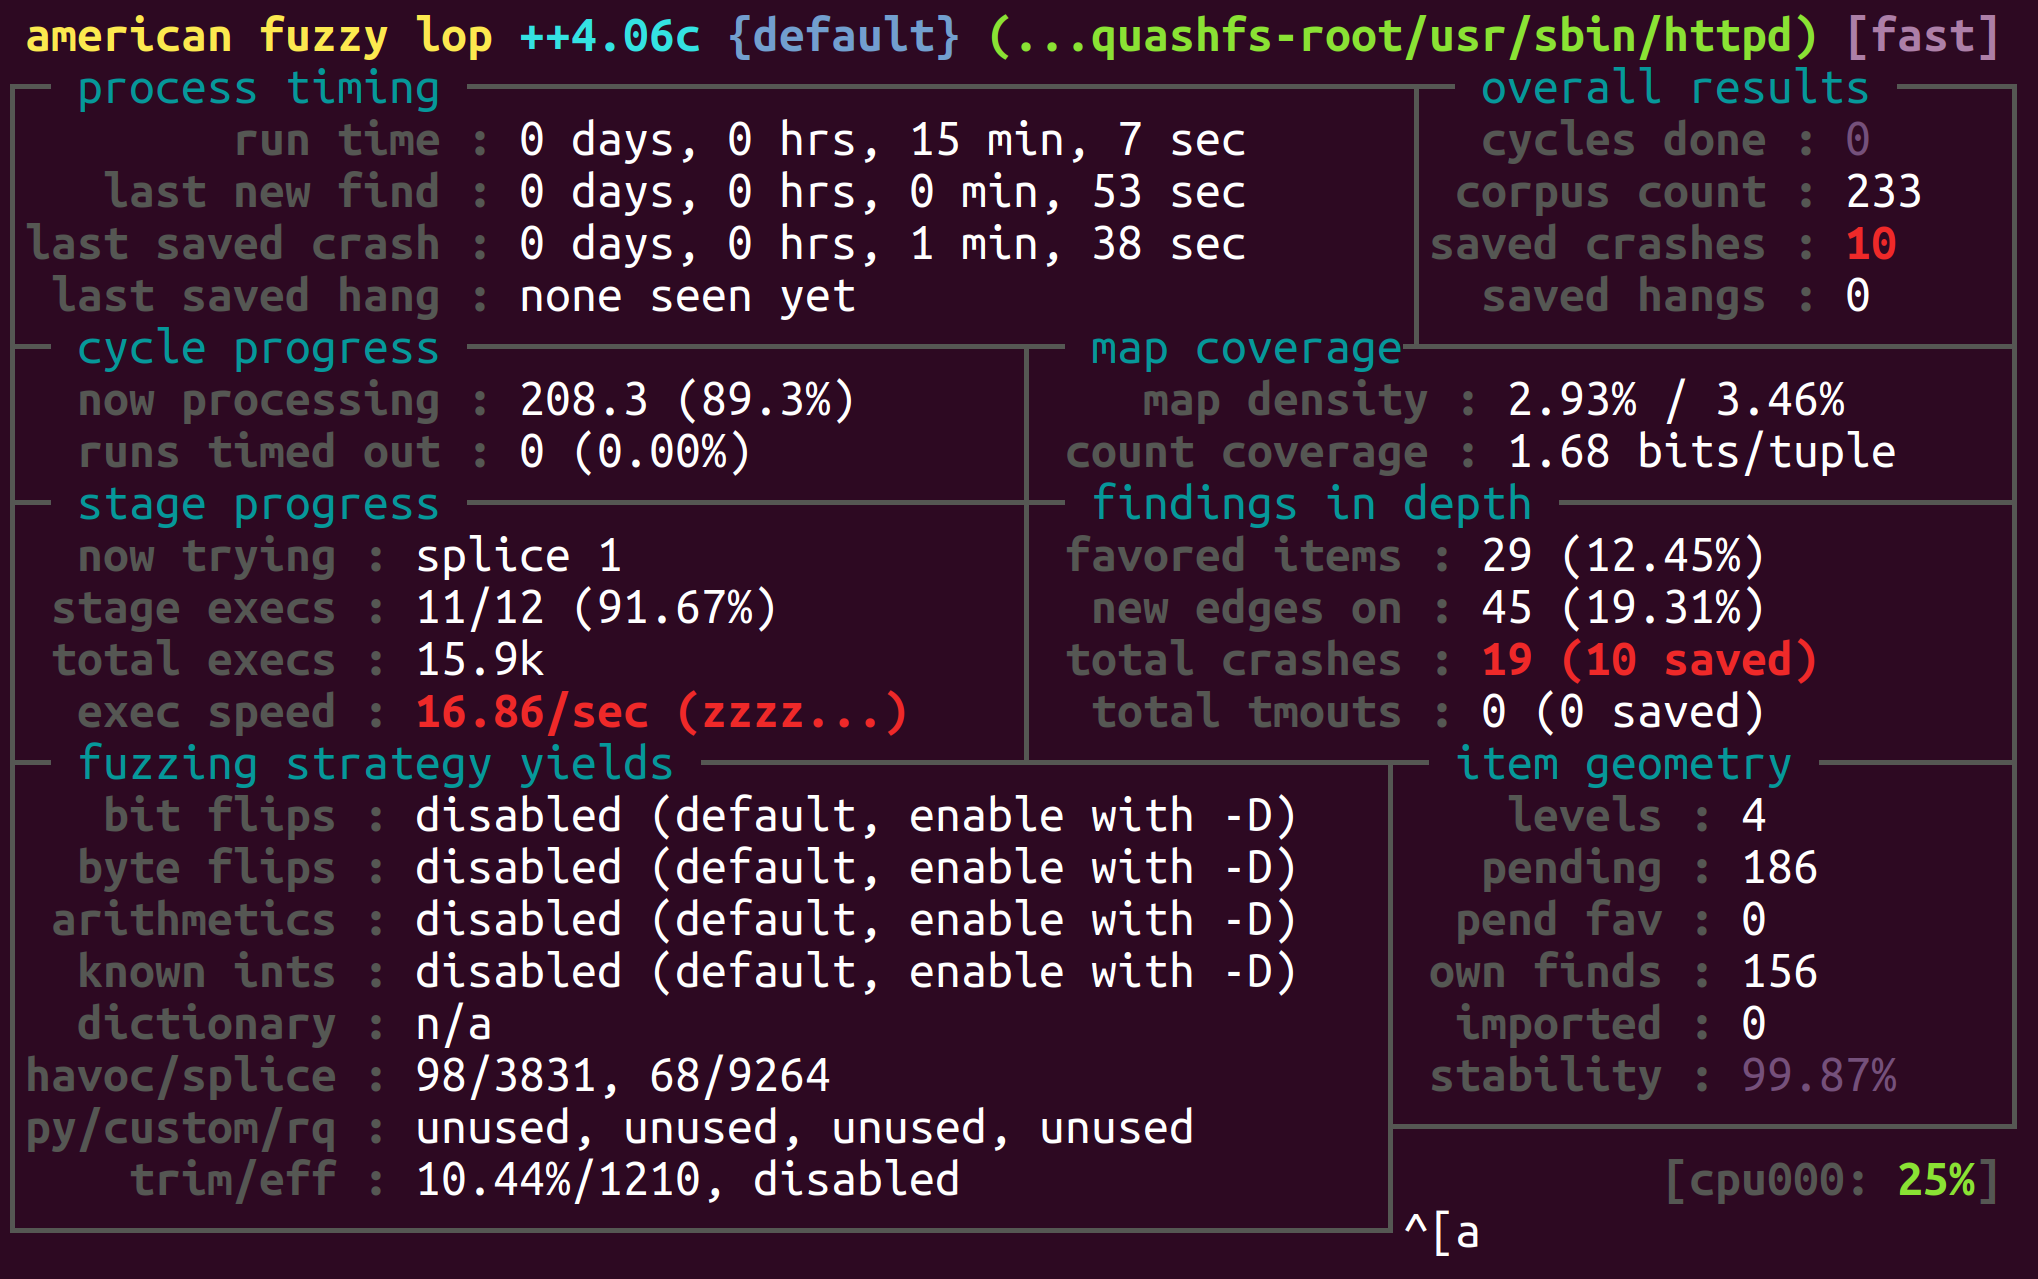 american fuzzy lop ++4.06c {default} (...quashfs-root/usr/sbin/httpd) [fast]
process timing overall results
run time : 0 days, 0 hrs, 15 min, 7 sec cycles done : 0
last new find : 0 days, 0 hrs, 0 min, 53 sec corpus count : 233
last saved crash : 0 days, 0 hrs, 1 min, 38 sec saved crashes : 10
last saved hang : none seen yet saved hangs : 0
cycle progress map coverage
now processing : 208.3 (89.3%) map density : 2.93% / 3.46%
runs timed out : 0 (0.00%) count coverage : 1.68 bits/tuple
stage progress findings in depth
now trying : splice 1 favored items : 29 (12.45%)
stage execs : 11/12 (91.67%) new edges on : 45 (19.31%)
total execs : 15.9k total crashes : 19 (10 saved)
exec speed : 16.86/sec (zzzz...) total tmouts : 0 (0 saved)
fuzzing strategy yields item geometry
bit flips : disabled (default, enable with -D) levels : 4
byte flips : disabled (default, enable with -D) pending : 186
arithmetics : disabled (default, enable with -D) pend fav : 0
known ints : disabled (default, enable with -D) own finds : 156
dictionary : n/a imported : 0
havoc/splice : 98/3831, 68/9264 stability : 99.87%
py/custom/rq : unused, unused, unused, unused
trim/eff : 10.44%/1210, disabled [cpu000: 25%]
^[a